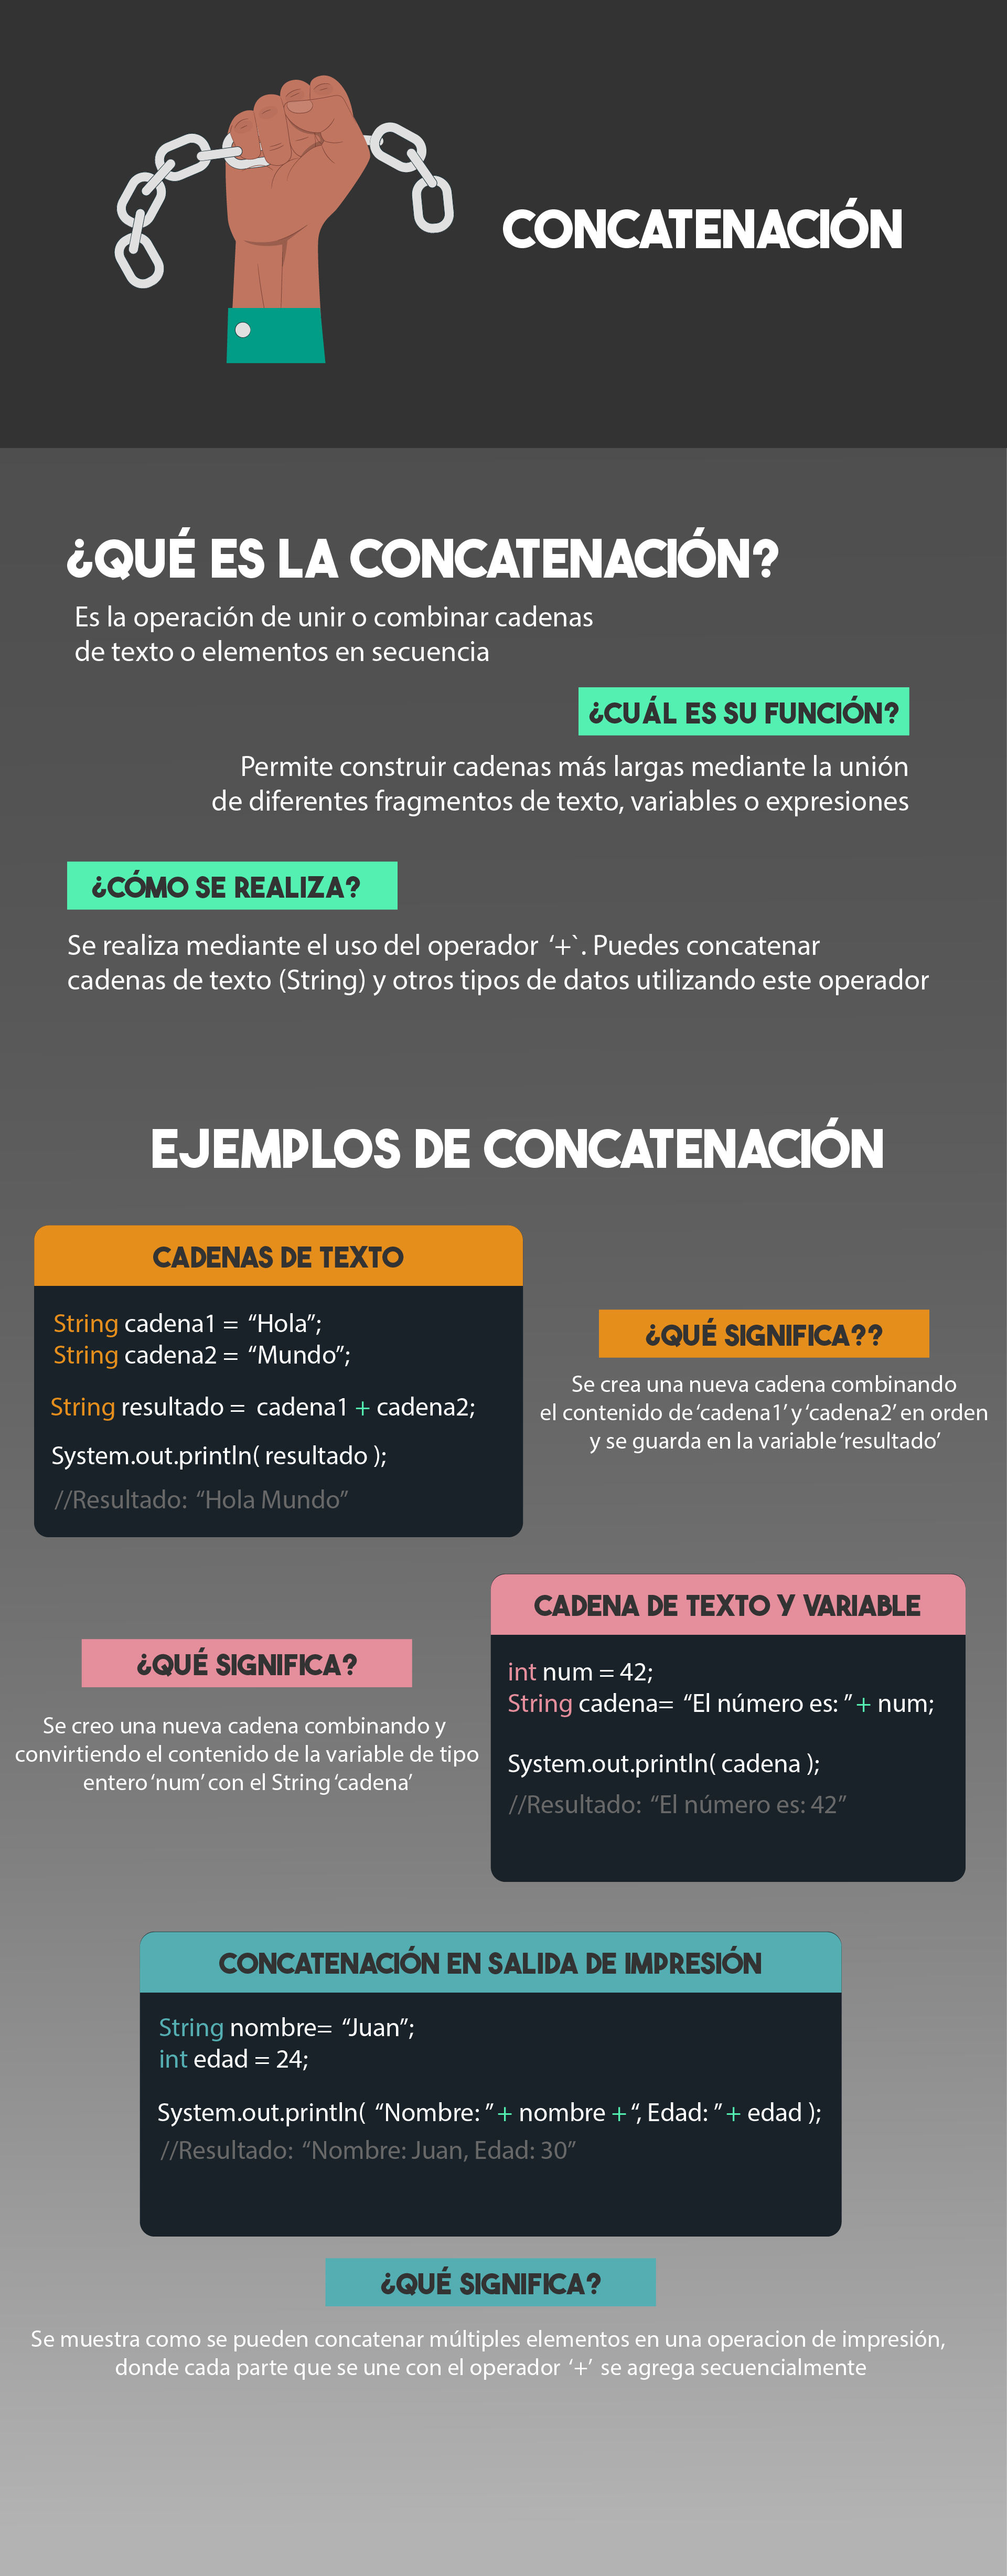 CONCATENACIÓN
¿QUÉ ES LA CONCATENACIÓN?
Es la operación de unir o combinar cadenas
de texto o elementos en secuencia
¿CUÁL ES SU FUNCIÓN?
Permite construir cadenas más largas mediante la unión
de diferentes fragmentos de texto, variables o expresiones
¿CÓMO SE REALIZA?
Se realiza mediante el uso del operador ‘+`. Puedes concatenar
cadenas de texto (String) y otros tipos de datos utilizando este operador
EJEMPLOS DE CONCATENACIÓN
CADENAS DE TEXTO
String cadena1 = “Hola”;
String cadena2 = “Mundo”;
String resultado = cadena1 + cadena2;
System.out.println( resultado );
//Resultado: “Hola Mundo”
¿QUÉ SIGNIFICA??
Se crea una nueva cadena combinando
el contenido de ‘cadena1’ y ‘cadena2’ en orden
y se guarda en la variable ‘resultado’
CADENA DE TEXTO Y VARIABLE
int num = 42;
String cadena= “El número es: ” + num;
System.out.println( cadena );
//Resultado: “El número es: 42”
¿QUÉ SIGNIFICA?
Se creo una nueva cadena combinando y
convirtiendo el contenido de la variable de tipo
entero ‘num’ con el String ‘cadena’
CONCATENACIÓN EN SALIDA DE IMPRESIÓN
String nombre= “Juan”;
int edad = 24;
System.out.println( “Nombre: ” + nombre + “, Edad: ” + edad );
//Resultado: “Nombre: Juan, Edad: 30”
¿QUÉ SIGNIFICA?
Se muestra como se pueden concatenar múltiples elementos en una operacion de impresión,
donde cada parte que se une con el operador ‘+’ se agrega secuencialmente